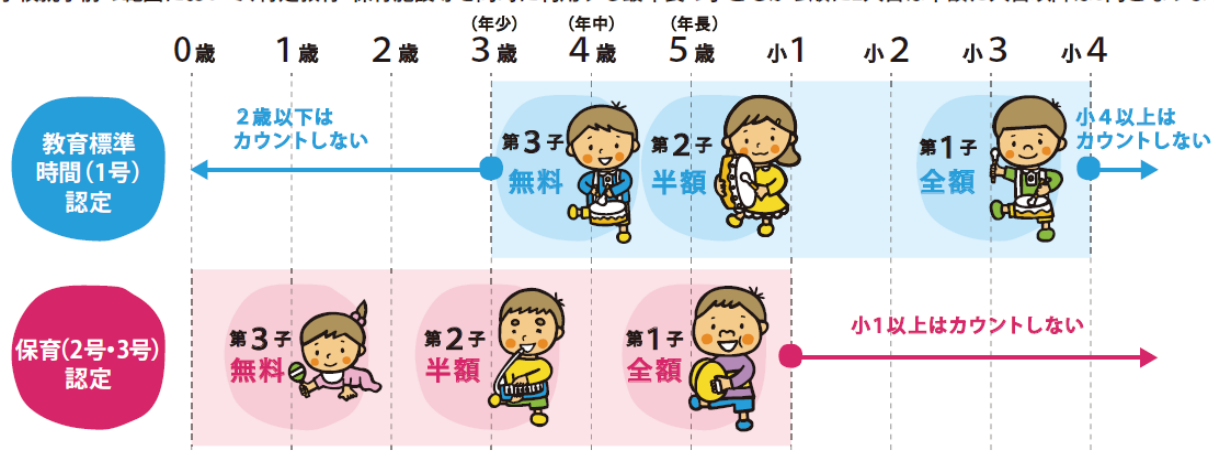 (年少) (年中) (年長)
0歳 1歳 2歳 3歳 4歳 5歳 小1 小2 小3 小4
教育標準
時間(1号)
認定
2歳以下は
カウントしない
第3子
無料
第2子
半額
第1子
全額
小4以上は
カウントしない
保育(2号・3号)
認定
第3子
無料
第2子
半額
第1子
全額
小1以上はカウントしない